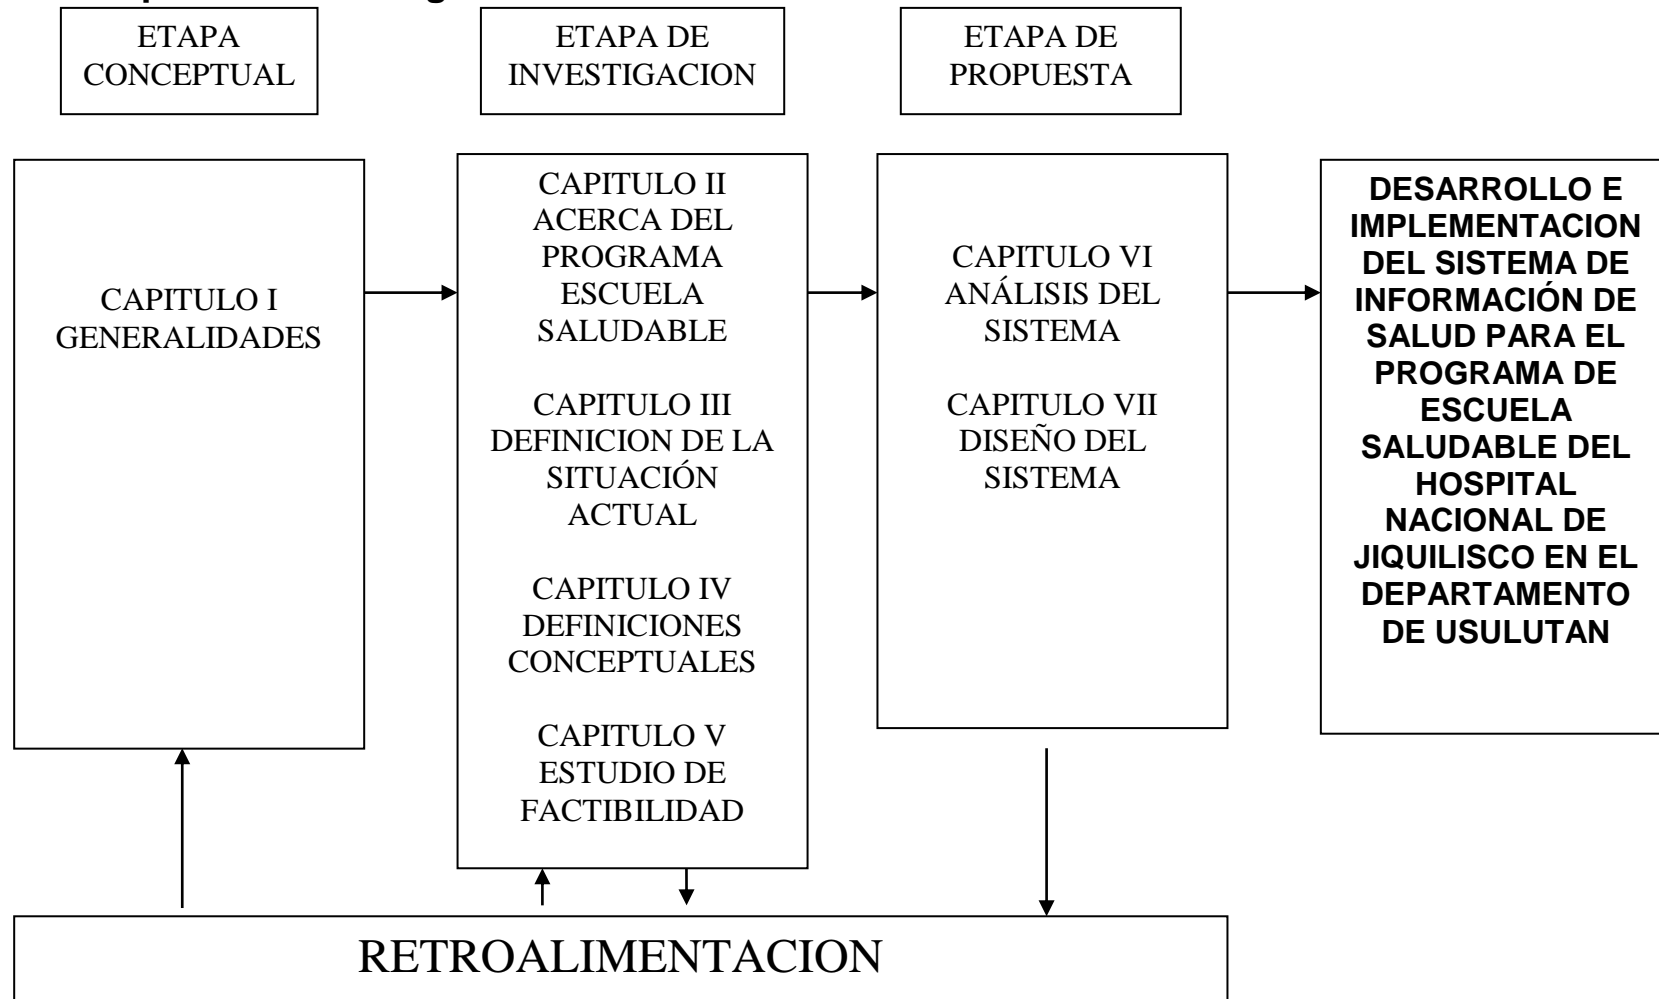 ETAPA
CONCEPTUAL
ETAPA DE
INVESTIGACION
ETAPA DE
PROPUESTA
CAPITULO I
GENERALIDADES
CAPITULO II
ACERCA DEL
PROGRAMA
ESCUELA
SALUDABLE
CAPITULO III
DEFINICION DE LA
SITUACIÓN
ACTUAL
CAPITULO IV
DEFINICIONES
CONCEPTUALES
CAPITULO V
ESTUDIO DE
FACTIBILIDAD
CAPITULO VI
ANÁLISIS DEL
SISTEMA
CAPITULO VII
DISEÑO DEL
SISTEMA
DESARROLLO E
IMPLEMENTACION
DEL SISTEMA DE
INFORMACIÓN DE
SALUD PARA EL
PROGRAMA DE
ESCUELA
SALUDABLE DEL
HOSPITAL
NACIONAL DE
JIQUILISCO EN EL
DEPARTAMENTO
DE USULUTAN
RETROALIMENTACION